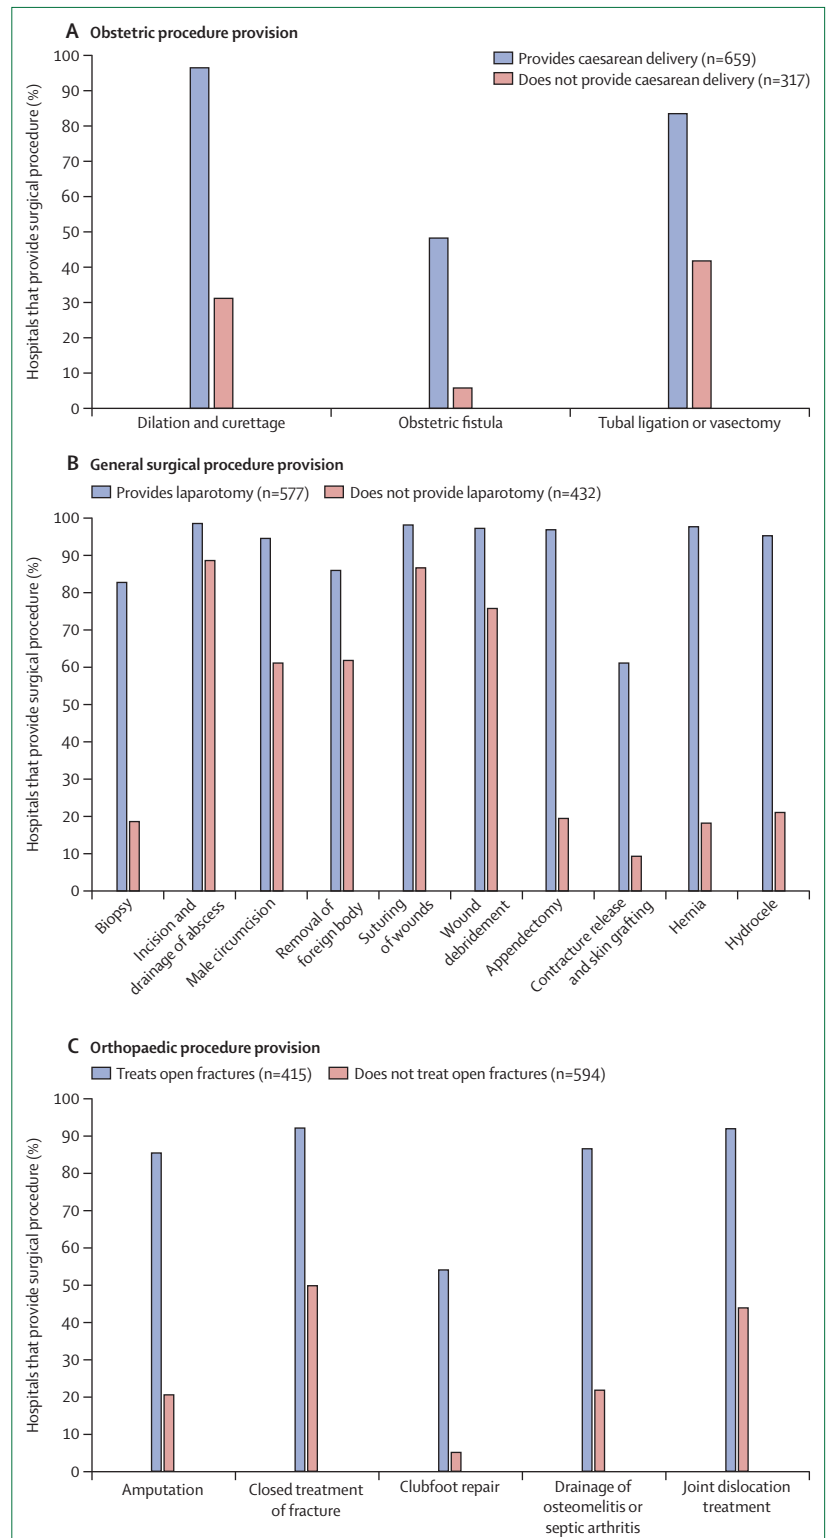 A Obstetric procedure provision
Provides caesarean delivery (n=659)
Does not provide caesarean delivery (n=317)
Hospitals that provide surgical procedure (%)
100
90
80
70
60
50
40
30
20
10
0
Dilation and curettage
Obstetric fistula
Tubal ligation or vasectomy
B General surgical procedure provision
Provides laparotomy (n=577)
Does not provide laparotomy (n=432)
Hospitals that provide surgical procedure (%)
100
90
80
70
60
50
40
30
20
10
0
Biopsy
Incision and
drainage of abscess
Male circumcision
Removal of
foreign body
Suturing
of wounds
Wound
debridement
Appendectomy
Contracture release
and skin grafting
Hernia
Hydrocele
C Orthopaedic procedure provision
Treats open fractures (n=415)
Does not treat open fractures (n=594)
Hospitals that provide surgical procedure (%)
100
90
80
70
60
50
40
30
20
10
0
Amputation
Closed treatment
of fracture
Clubfoot repair
Drainage of
osteomelitis or
septic arthritis
Joint dislocation
treatment